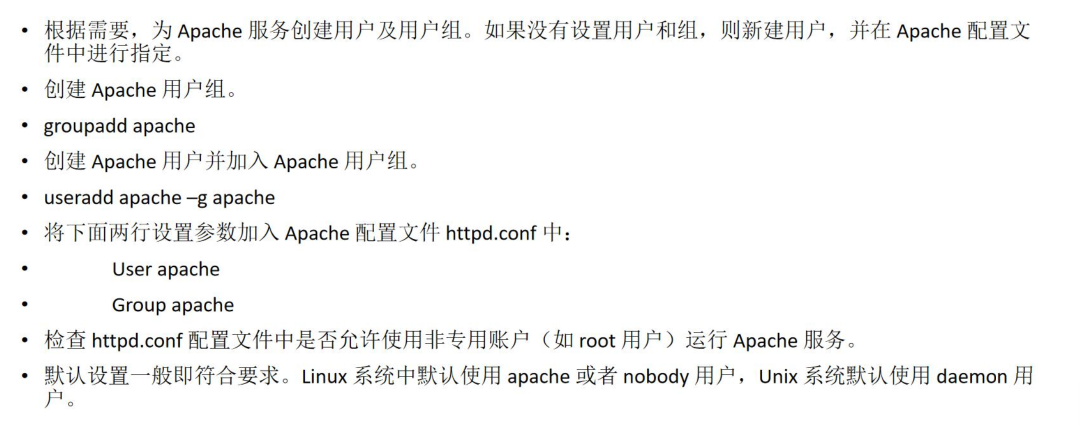 • 根据需要，为 Apache 服务创建用户及用户组。如果没有设置用户和组，则新建用户，并在 Apache 配置文
件中进行指定。
• 创建 Apache 用户组。
• groupadd apache
• 创建 Apache 用户并加入 Apache 用户组。
• useradd apache –g apache
• 将下面两行设置参数加入 Apache 配置文件 httpd.conf 中：
• User apache
• Group apache
• 检查 httpd.conf 配置文件中是否允许使用非专用账户（如 root 用户）运行 Apache 服务。
• 默认设置一般即符合要求。Linux 系统中默认使用 apache 或者 nobody 用户，Unix 系统默认使用 daemon 用
户。